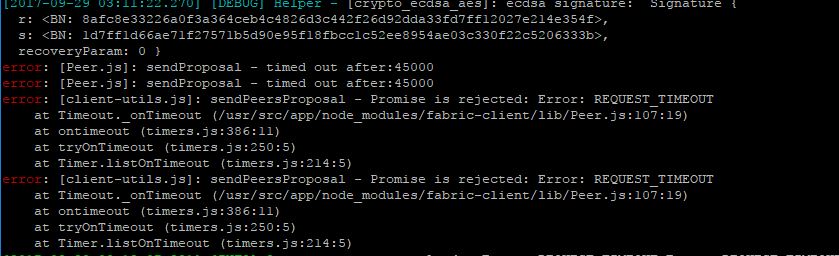 [2017-09-29 03:11:22.270] [DEBUG] Helper - [crypto_ecdsa_aes]: ecdsa signature:  Signature {
r: <BN: 8afc8e33226a0f3a364ceb4c4826d3c442f26d92dda33fd7ff12027e214e354f>,
s: <BN: 1d7ff1d66ae71f27571b5d90e95f18fbcc1c52ee8954ae03c330f22c5206333b>,
recoveryParam: 0 }
error: [Peer.js]: sendProposal - timed out after:45000
error: [Peer.js]: sendProposal - timed out after:45000
error: [client-utils.js]: sendPeersProposal - Promise is rejected: Error: REQUEST_TIMEOUT
at Timeout._onTimeout (/usr/src/app/node_modules/fabric-client/lib/Peer.js:107:19)
at ontimeout (timers.js:386:11)
at tryOnTimeout (timers.js:250:5)
at Timer.listOnTimeout (timers.js:214:5)
error: [client-utils.js]: sendPeersProposal - Promise is rejected: Error: REQUEST_TIMEOUT
at Timeout._onTimeout (/usr/src/app/node_modules/fabric-client/lib/Peer.js:107:19)
at ontimeout (timers.js:386:11)
at tryOnTimeout (timers.js:250:5)
at Timer.listOnTimeout (timers.js:214:5)